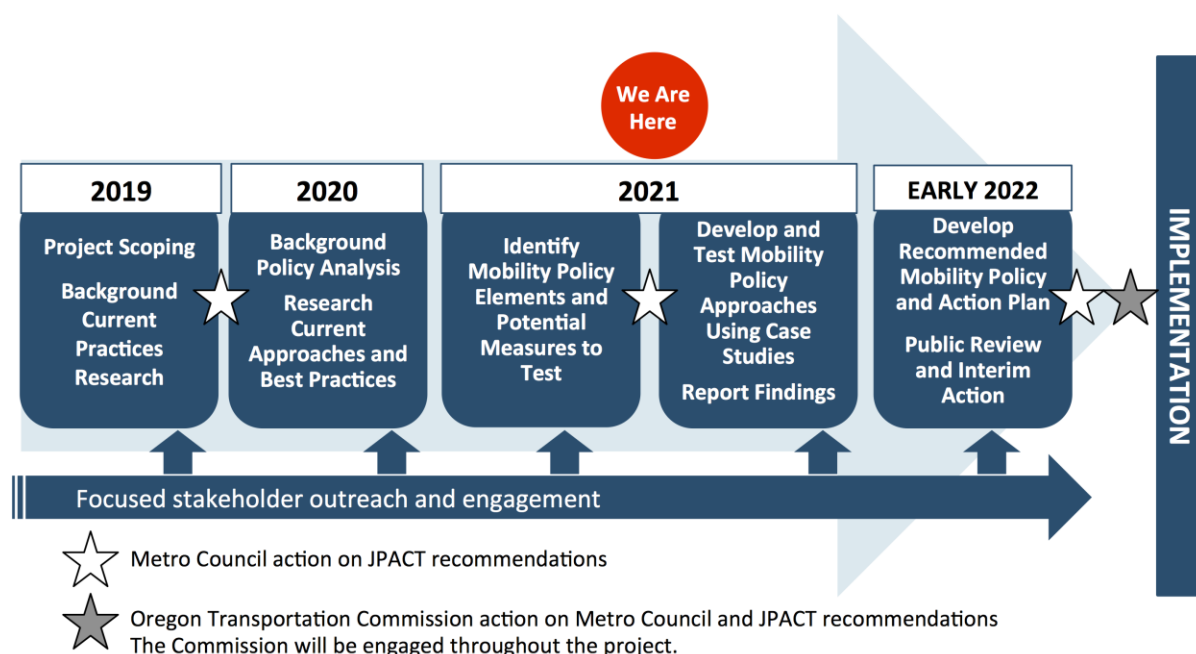 We Are
Here
2019
2020
2021
EARLY 2022
Project Scoping
Background
Current
Practices
Research
Background
Policy Analysis
Research
Current
Approaches and
Best Practices
Identify
Mobility Policy
Elements and
Potential
Measures to
Test
Develop and
Test Mobility
Policy
Approaches
Using Case
Studies
Report Findings
Develop
Recommended
Mobility Policy
and Action Plan
Public Review
and Interim
Action
IMPLEMENTATION
Focused stakeholder outreach and engagement
Metro Council action on JPACT recommendations
Oregon Transportation Commission action on Metro Council and JPACT recommendations
The Commission will be engaged throughout the project.